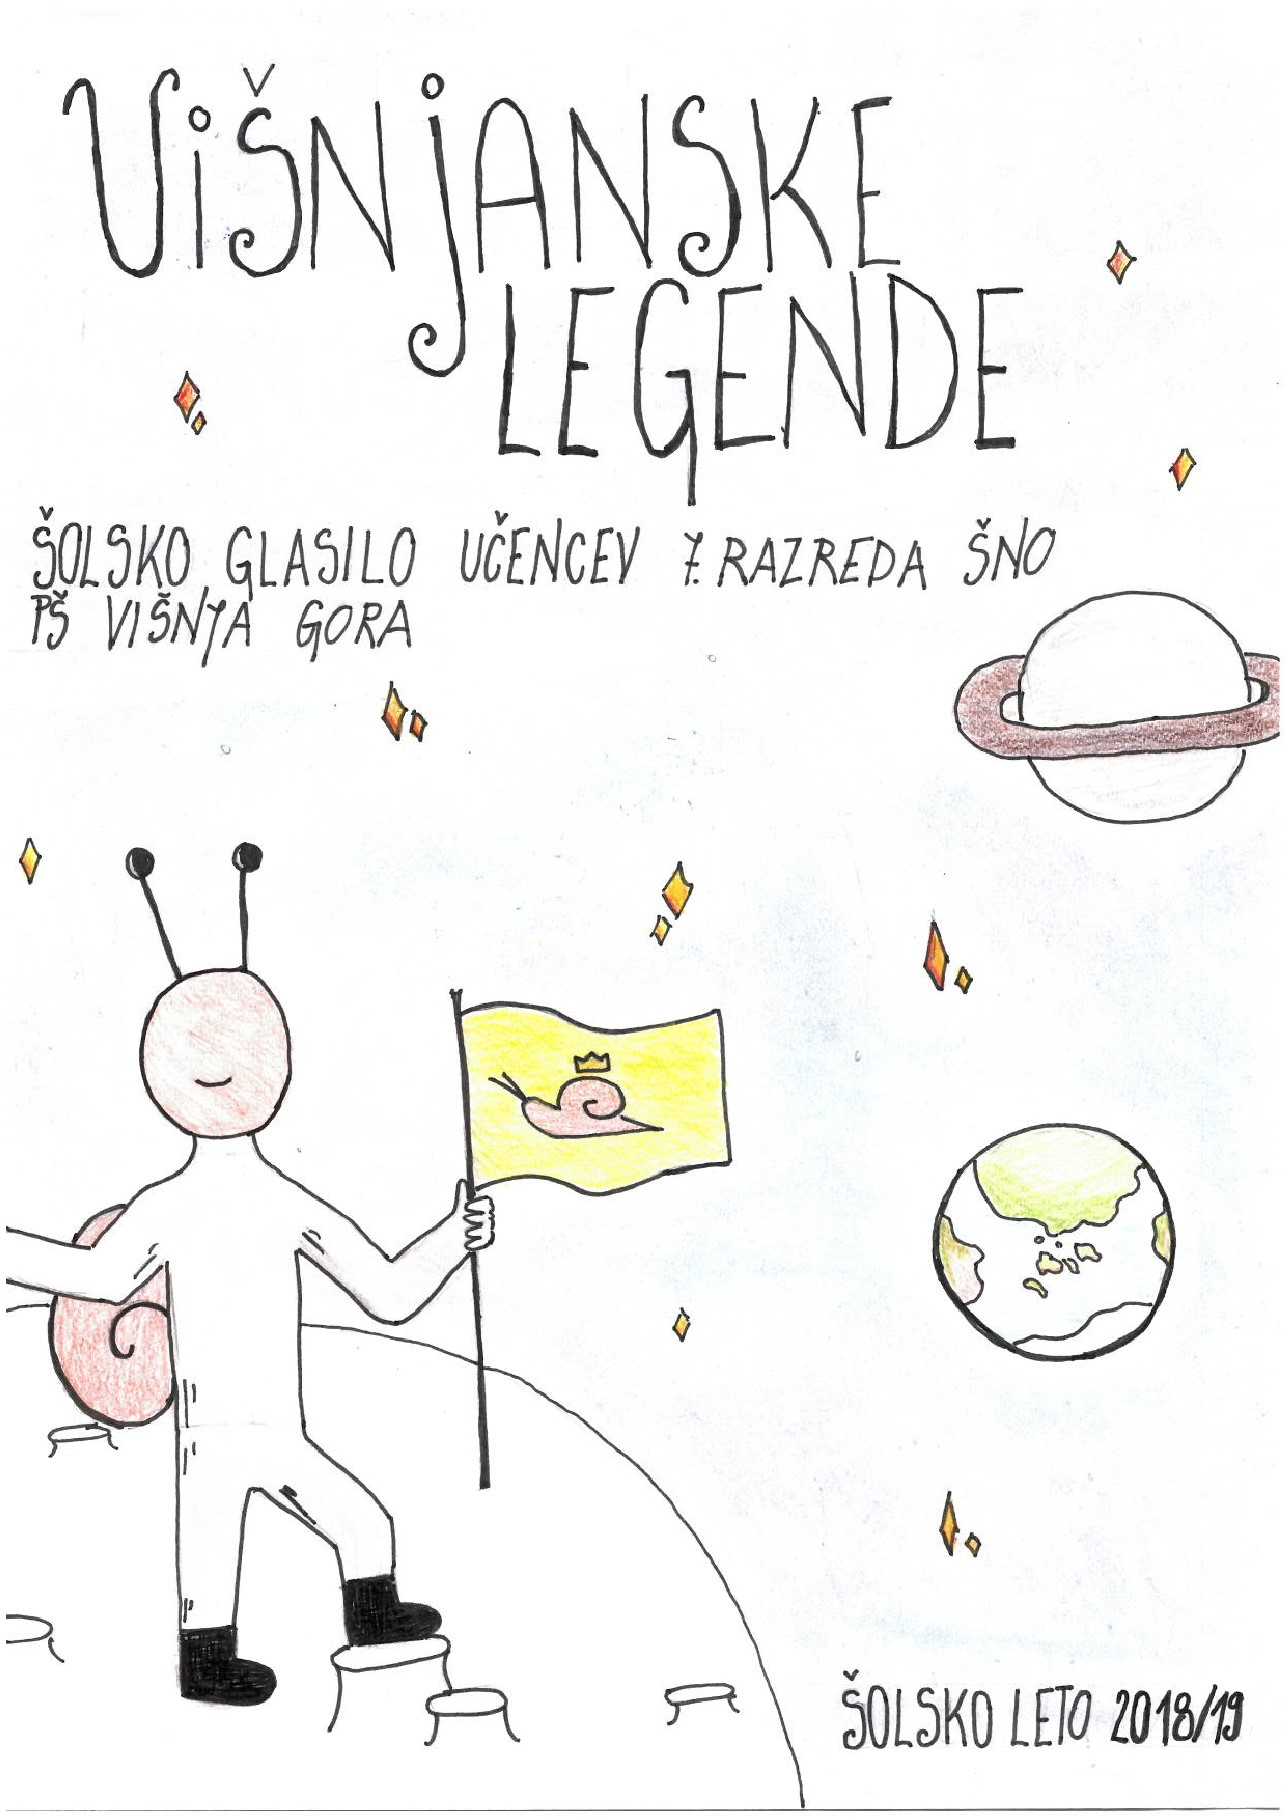 VIŠNJANSKE
LEGENDE
ŠOLSKO GLASILO UČENCEV 7. RAZREDA ŠNO
PŠ VIŠNJA GORA
ŠOLSKO LETO 2018/19